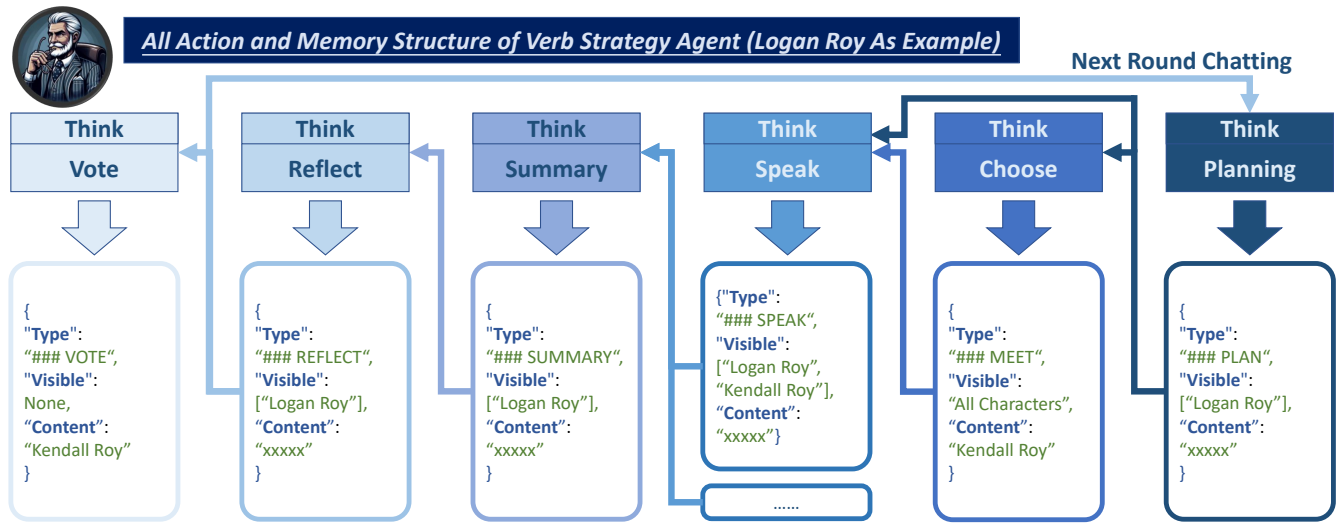 All Action and Memory Structure of Verb Strategy Agent (Logan Roy As Example)
Next Round Chatting
Think
Vote
Think
Reflect
Think
Summary
Think
Speak
Think
Choose
Think
Planning
{
"Type":
“### VOTE“,
"Visible":
None,
“Content”:
“Kendall Roy”
}
{
"Type":
“### REFLECT“,
"Visible":
[“Logan Roy”],
“Content”:
“xxxxx”
}
{
"Type":
“### SUMMARY“,
"Visible":
[“Logan Roy”],
“Content”:
“xxxxx”
}
{"Type":
“### SPEAK“,
"Visible":
[“Logan Roy”,
“Kendall Roy”],
“Content”:
“xxxxx”}
......
{
"Type":
“### MEET“,
"Visible":
“All Characters”,
“Content”:
“Kendall Roy”
}
{
"Type":
“### PLAN“,
"Visible":
[“Logan Roy”],
“Content”:
“xxxxx”
}